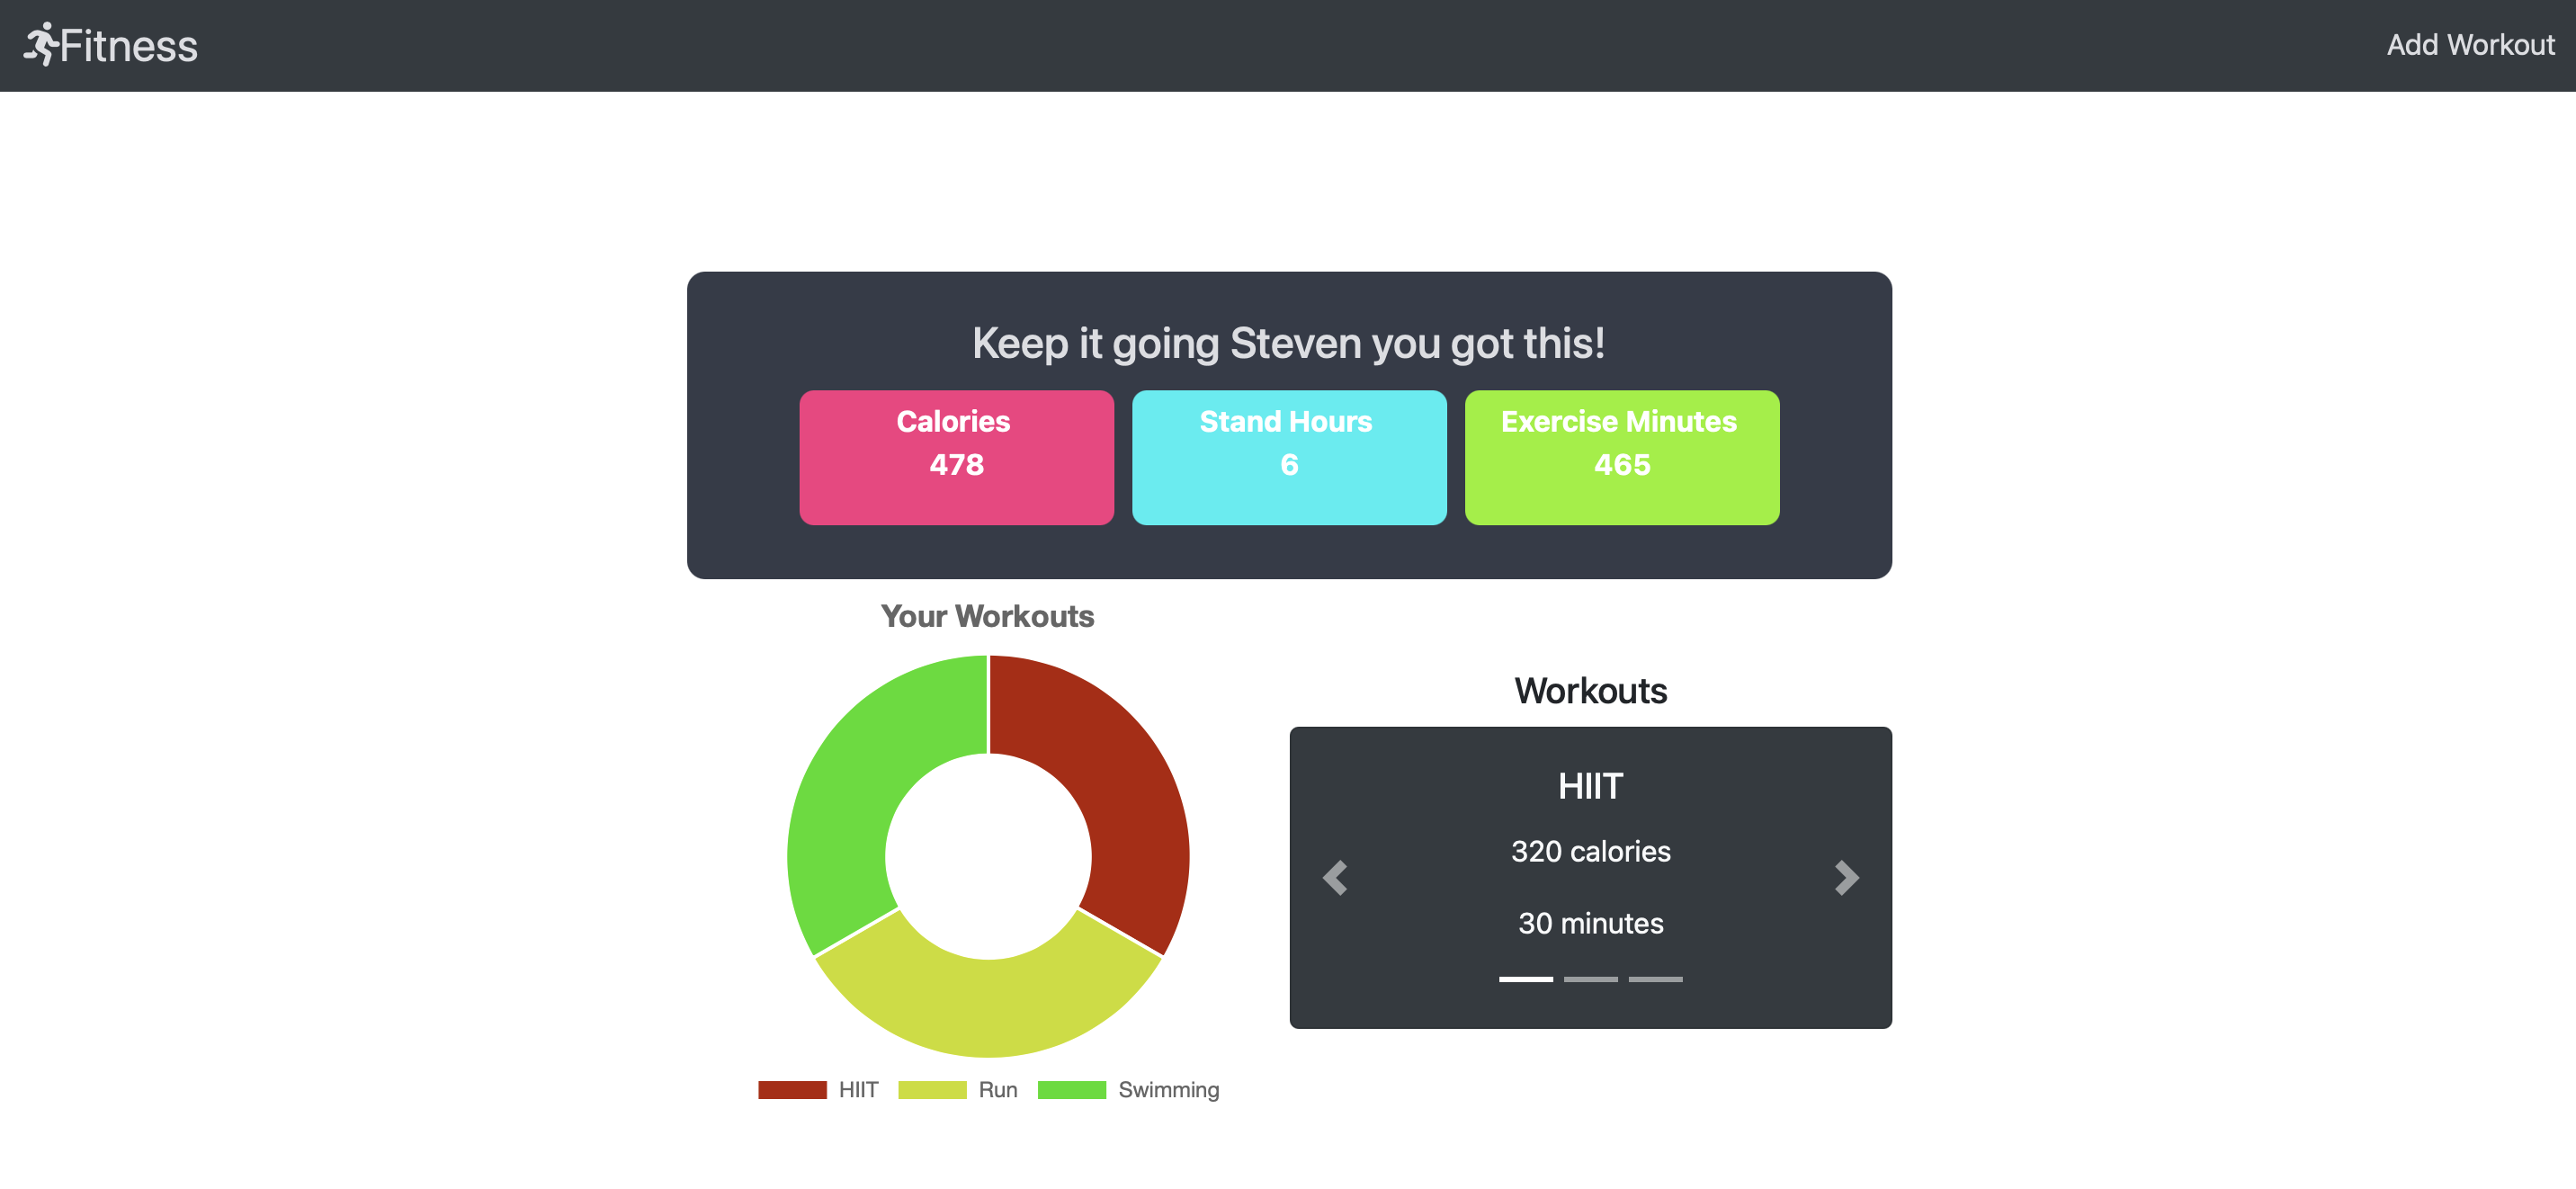 Fitness
Add Workout
Keep it going Steven you got this!
Calories
478
Stand Hours
6
Exercise Minutes
465
Your Workouts
HIIT Run Swimming
Workouts
HIIT
320 calories
30 minutes